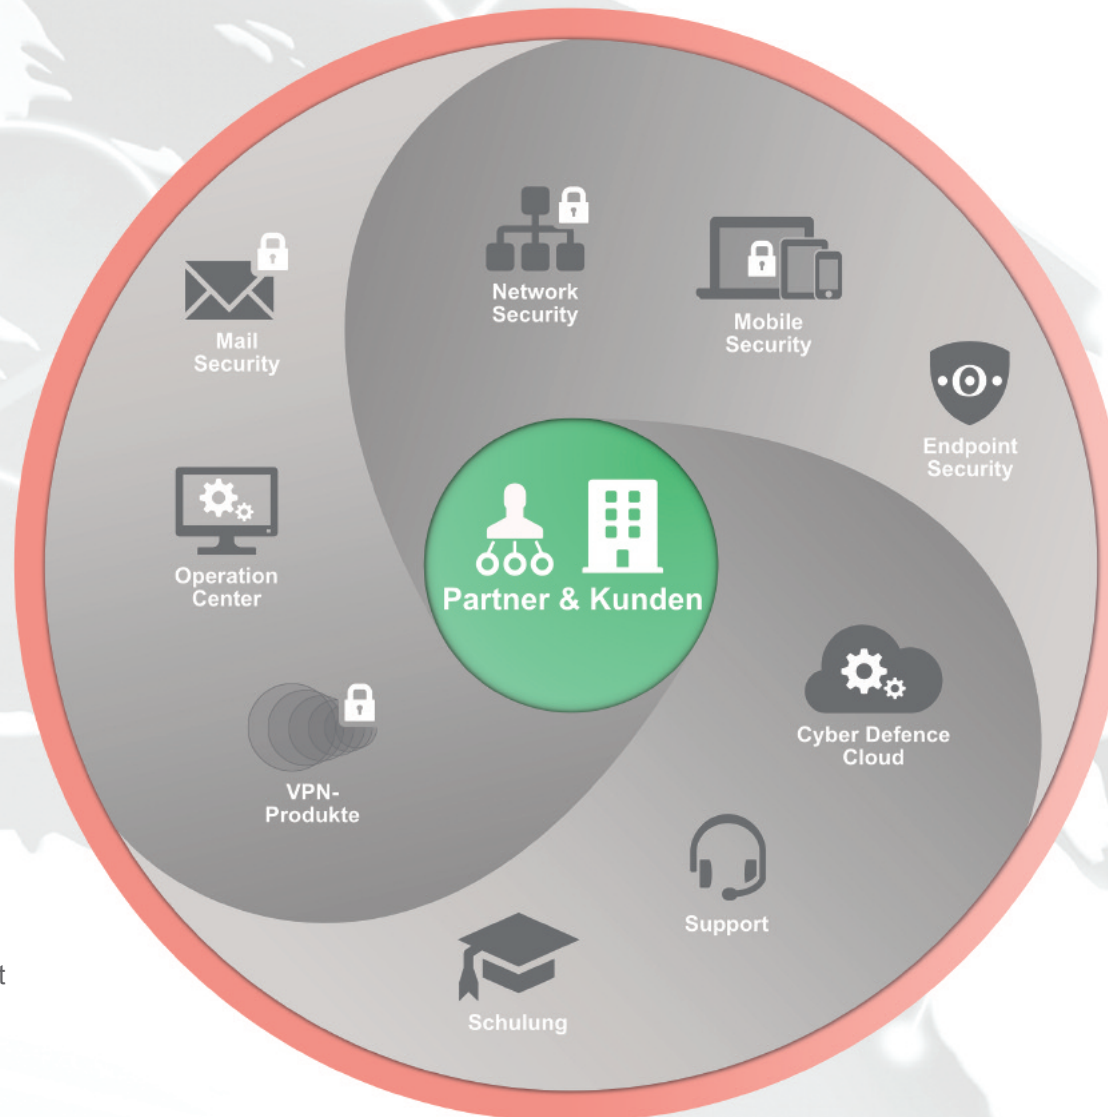 Network
Security
Mobile
Security
Mail
Security
Endpoint
Security
Operation
Center
Partner & Kunden
Cyber Defence
Cloud
VPN-
Produkte
Support
Schulung
t